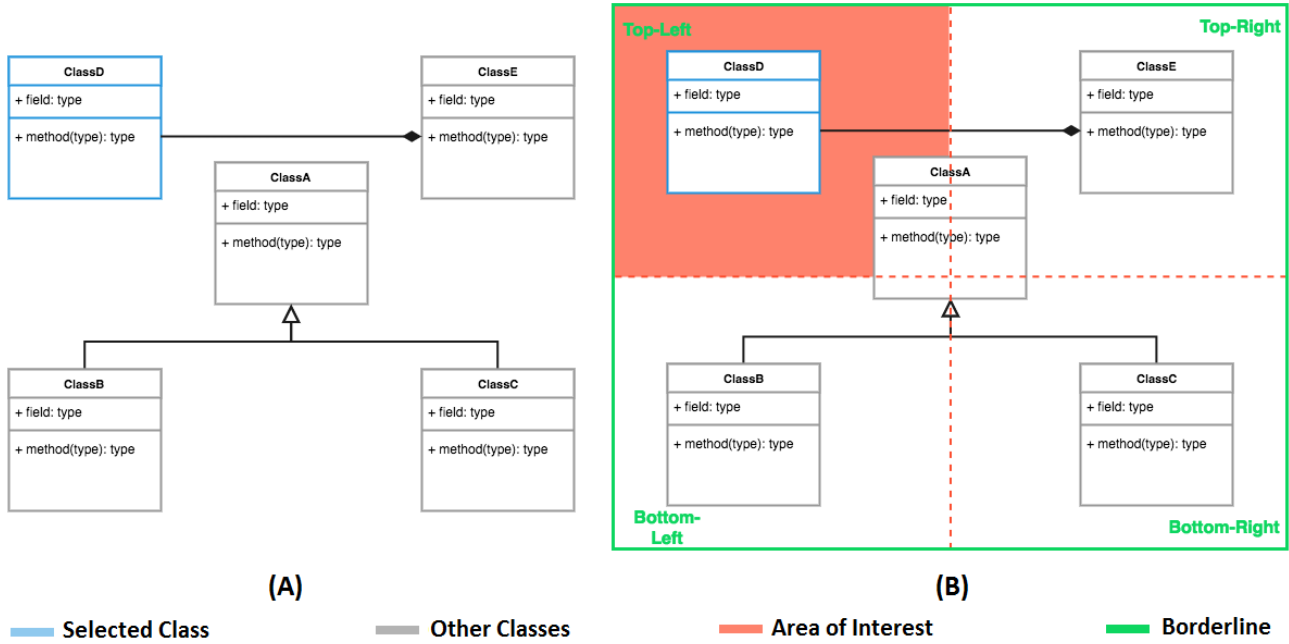 ClassD
+ field: type
+ method(type): type
ClassE
+ field: type
+ method(type): type
ClassA
+ field: type
+ method(type): type
ClassB
+ field: type
+ method(type): type
ClassC
+ field: type
+ method(type): type
(A)
Top-Left
Top-Right
ClassD
+ field: type
+ method(type): type
ClassE
+ field: type
+ method(type): type
ClassA
+ field: type
+ method(type): type
ClassB
+ field: type
+ method(type): type
ClassC
+ field: type
+ method(type): type
Bottom-
Left
Bottom-Right
(B)
Selected Class
Other Classes
Area of Interest
Borderline